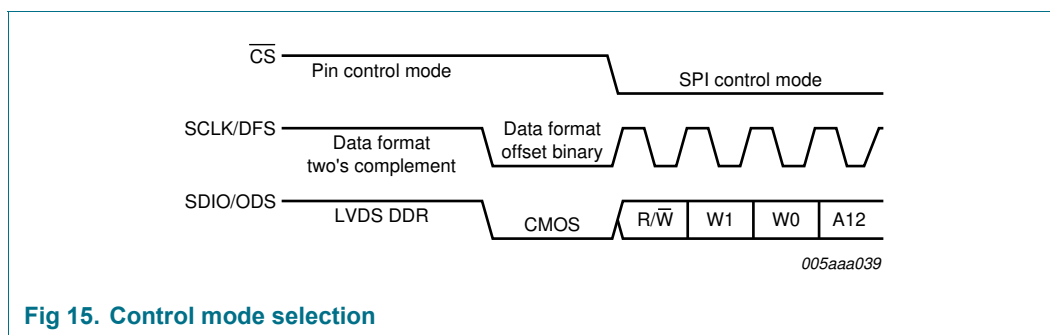 C̅S̅
Pin control mode
SPI control mode
SCLK/DFS
Data format
two's complement
Data format
offset binary
SDIO/ODS
LVDS DDR
CMOS
R/W̅
W1
W0
A12
005aaa039
Fig 15. Control mode selection